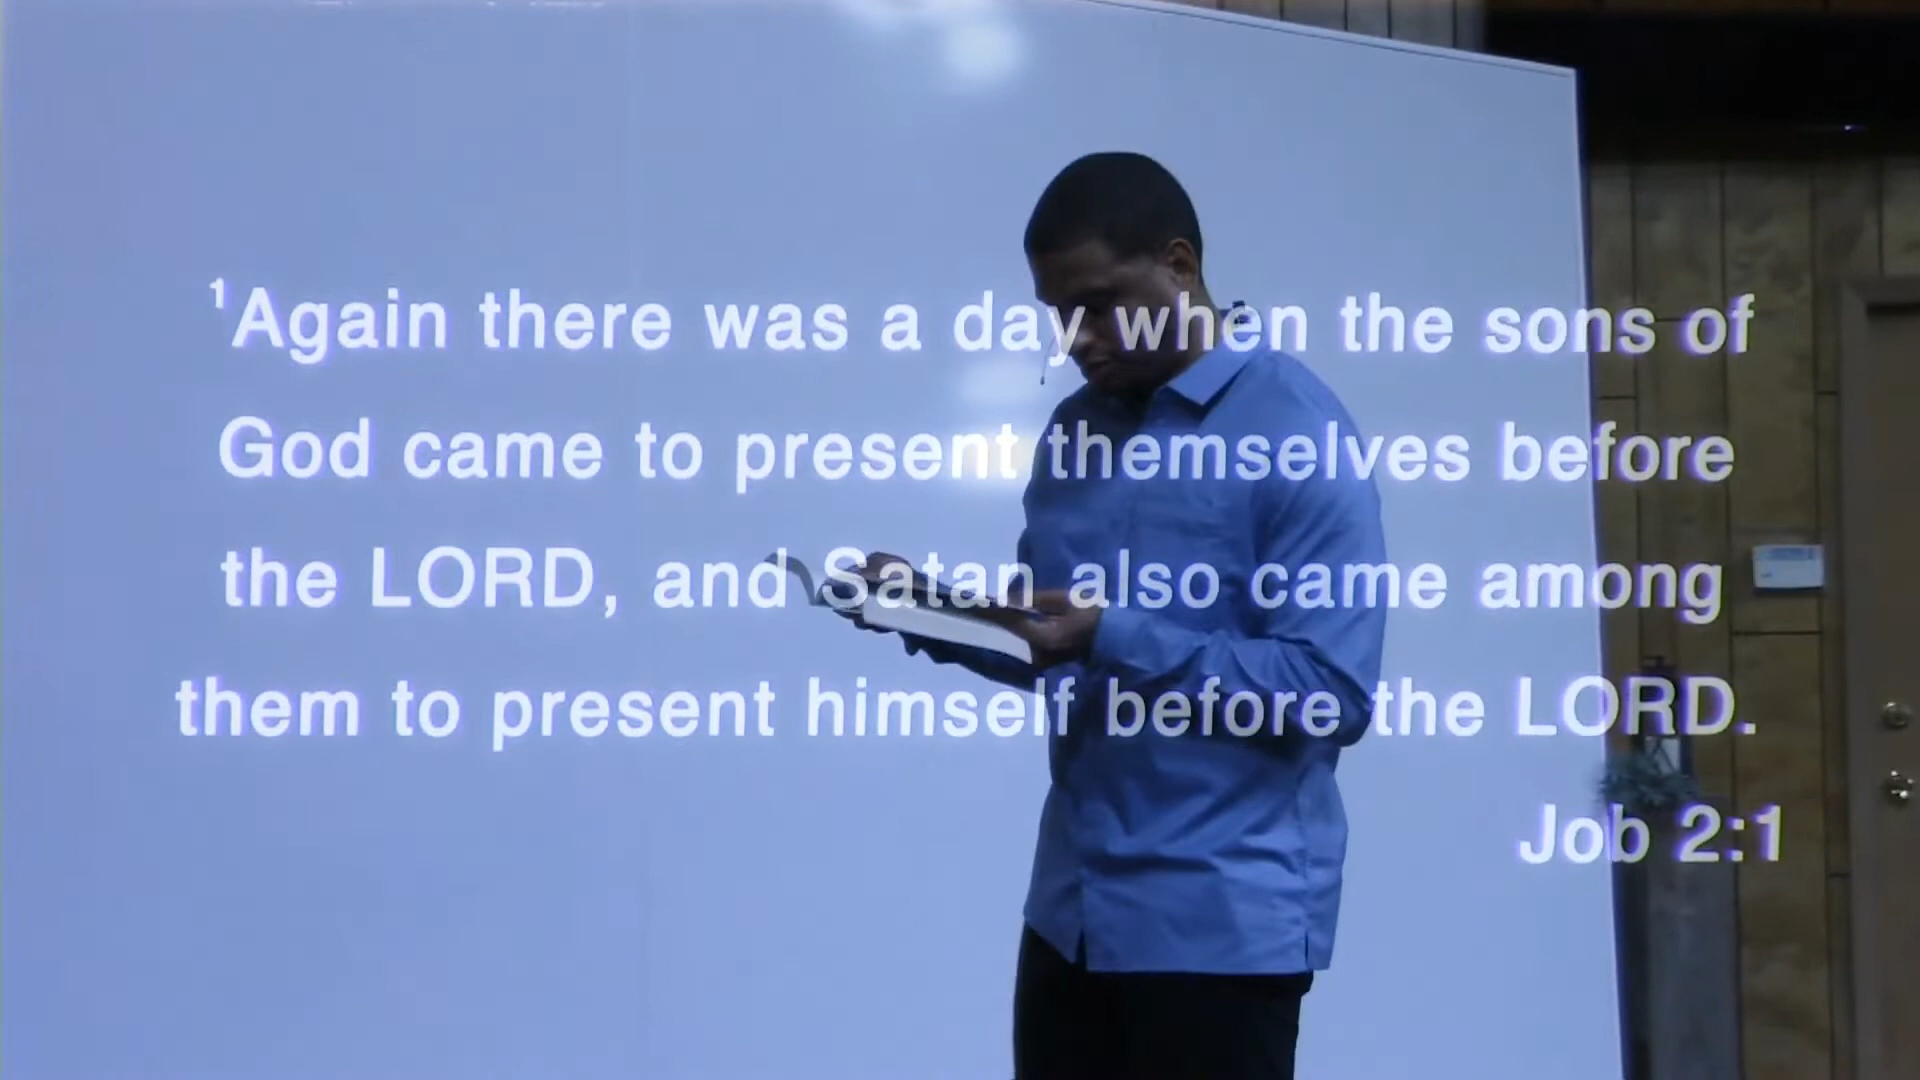 ¹Again there was a day when the sons of
God came to present themselves before
the LORD, and Satan also came among
them to present himself before the LORD.
Job 2:1